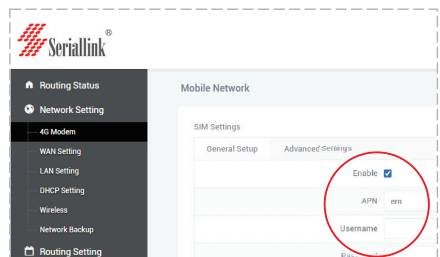 Seriallink®
Routing Status
Network Setting
4G Modem
WAN Setting
LAN Setting
DHCP Setting
Wireless
Network Backup
Routing Setting
Mobile Network
SIM Settings
General Setup Advanced Settings
Enable
APN em
Username